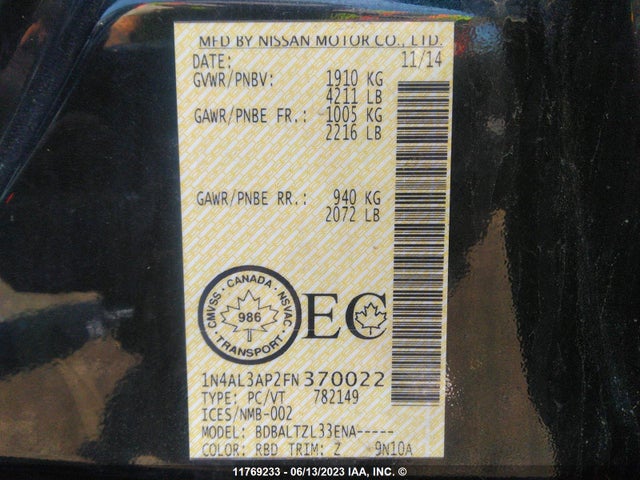 MFD BY NISSAN MOTOR CO., LTD.
DATE: 11/14
GVWR/PNBV: 1910 KG
4211 LB
GAWR/PNBE FR.: 1005 KG
2216 LB
GAWR/PNBE RR.: 940 KG
2072 LB
CMVSS · CANADA · NSVAC
986
· TRANSPORT ·
EC
1N4AL3AP2FN370022
TYPE: PC/VT 782149
ICES/NMB-002
MODEL: BDBALTZL33ENA-----
COLOR: RBD TRIM: Z 9N10A
11769233 - 06/13/2023 IAA, INC. ©